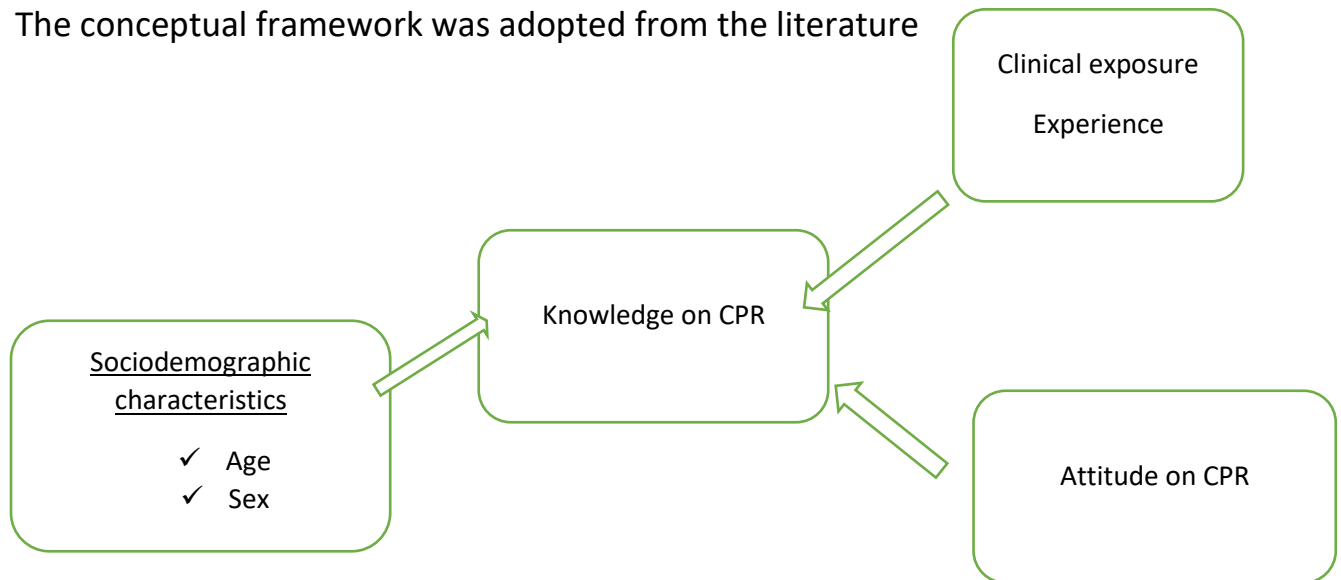 The conceptual framework was adopted from the literature
Clinical exposure
Experience
Knowledge on CPR
Sociodemographic
characteristics
✓ Age
✓ Sex
Attitude on CPR